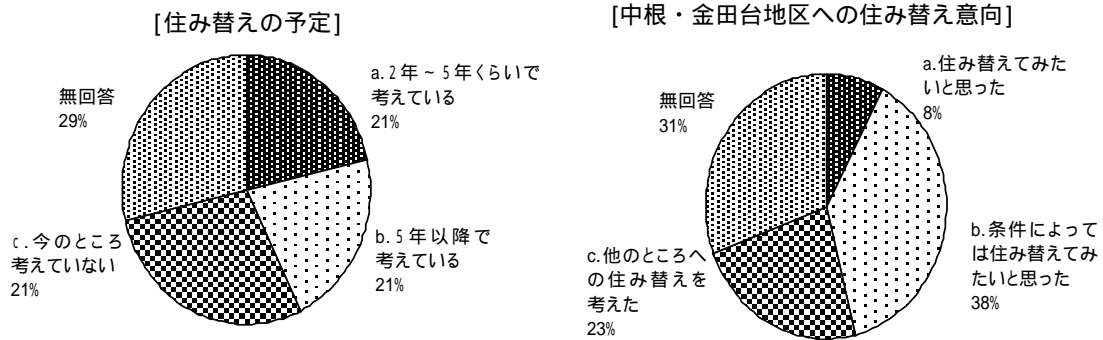 [住み替えの予定]
a.2年~5年くらいで
考えている
21%
b.5年以降で
考えている
21%
c.今のところ
考えていない
21%
無回答
29%
[中根・金田台地区への住み替え意向]
a.住み替えてみた
いと思った
8%
b.条件によって
は住み替えてみ
たいと思った
38%
c.他のところへ
の住み替えを
考えた
23%
無回答
31%